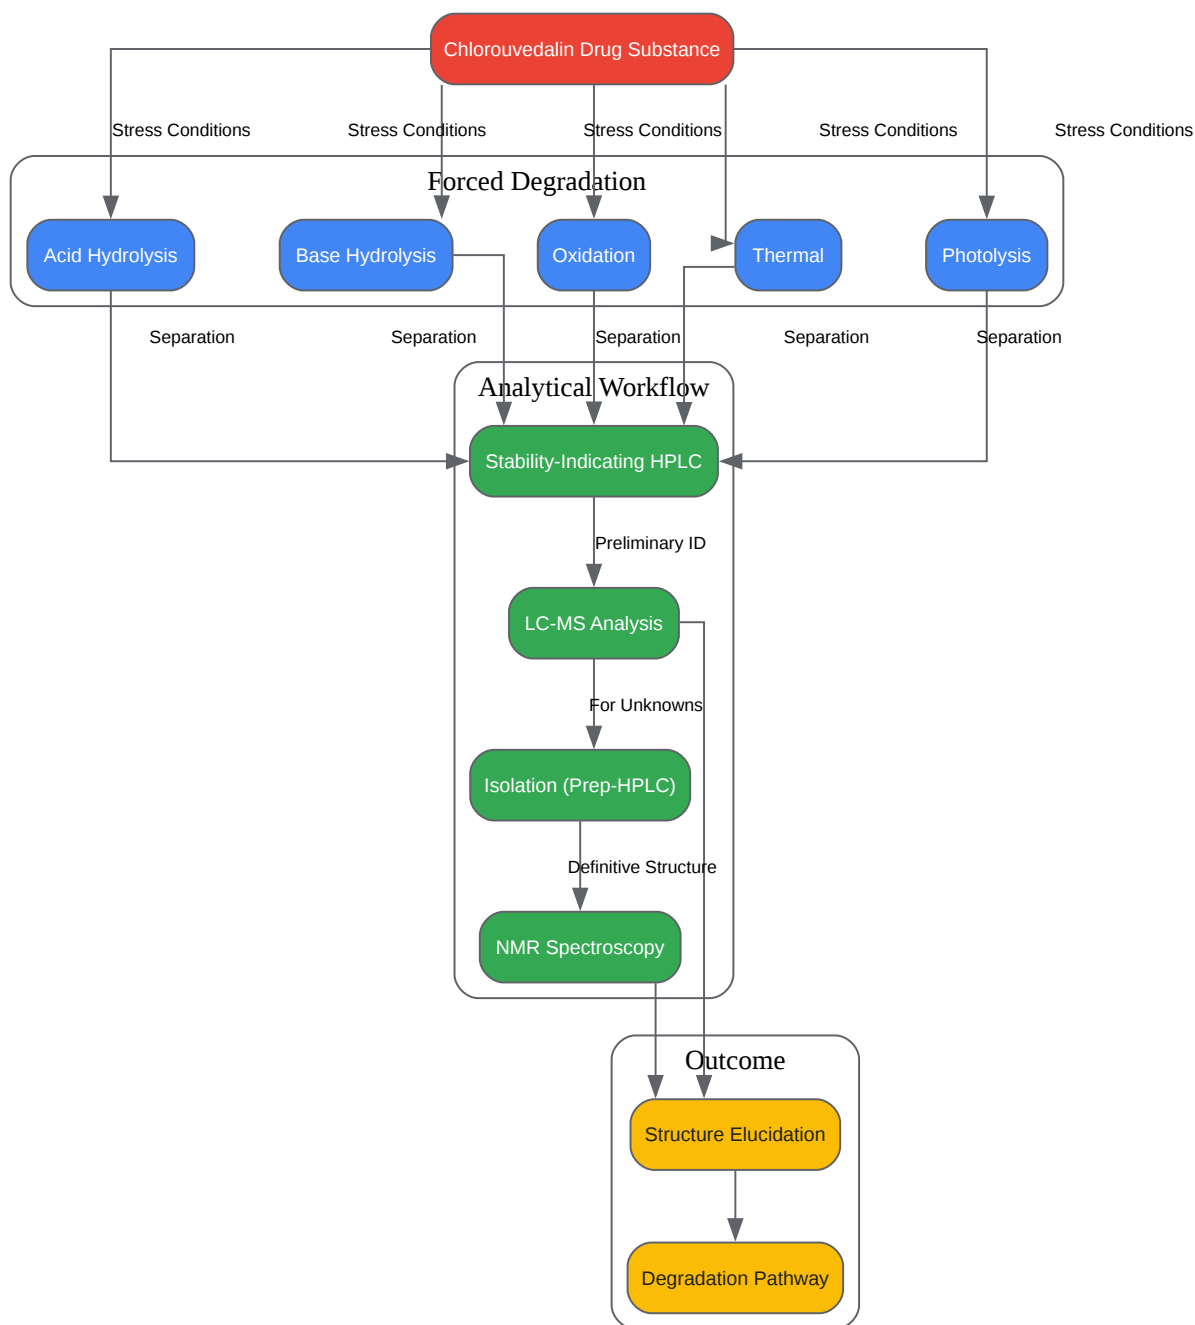 Chlorouvedalin Drug Substance
Stress Conditions
Stress Conditions
Stress Conditions
Stress Conditions
Stress Conditions
Forced Degradation
Acid Hydrolysis
Base Hydrolysis
Oxidation
Thermal
Photolysis
Separation
Separation
Separation
Separation
Separation
Analytical Workflow
Stability-Indicating HPLC
Preliminary ID
LC-MS Analysis
For Unknowns
Isolation (Prep-HPLC)
Definitive Structure
NMR Spectroscopy
Outcome
Structure Elucidation
Degradation Pathway